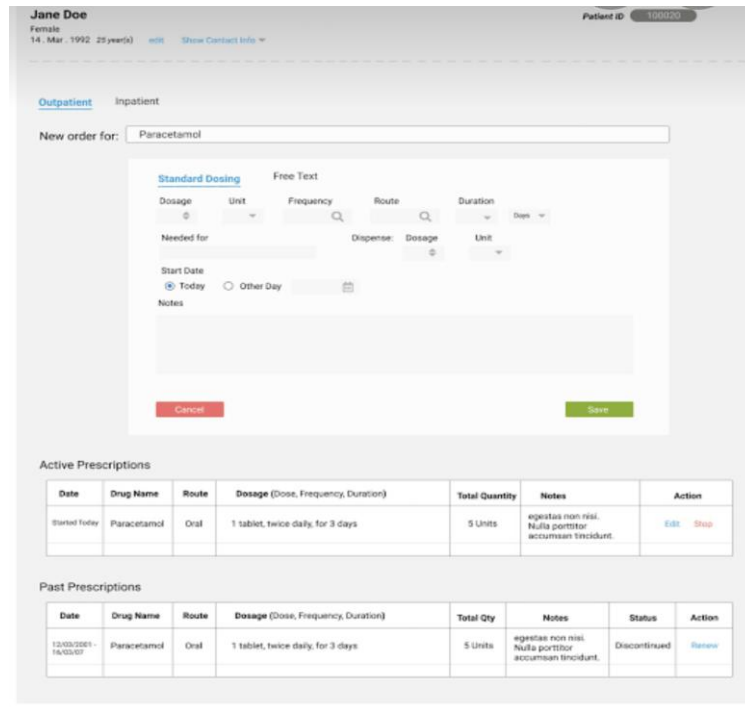 Jane Doe
Patient ID 100020
Female
14 . Mar . 1992 25 year(s) edit Show Contact Info
Outpatient Inpatient
New order for: Paracetamol
Standard Dosing Free Text
Dosage Unit Frequency Route Duration
Days
Needed for Dispense: Dosage Unit
Start Date
Today Other Day
Notes
Cancel Save
Active Prescriptions
Date Drug Name Route Dosage (Dose, Frequency, Duration) Total Quantity Notes Action
Started Today Paracetamol Oral 1 tablet, twice daily, for 3 days 5 Units egestas non nisi. Edit Stop
Nulla porttitor
accumsan tincidunt.
Past Prescriptions
Date Drug Name Route Dosage (Dose, Frequency, Duration) Total Qty Notes Status Action
12/03/2001 - Paracetamol Oral 1 tablet, twice daily, for 3 days 5 Units egestas non nisi. Discontinued Renew
16/03/07 Nulla porttitor
accumsan tincidunt.